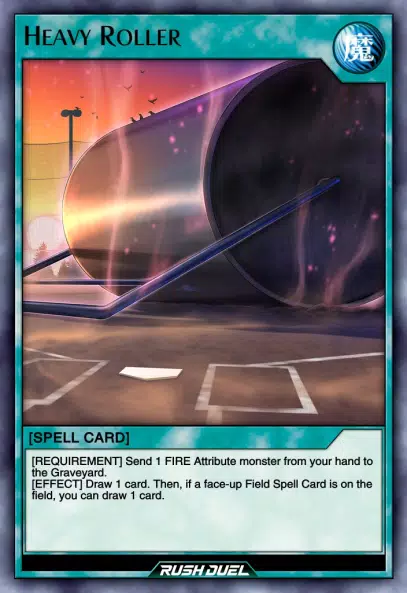 HEAVY ROLLER
魔
[SPELL CARD]
[REQUIREMENT] Send 1 FIRE Attribute monster from your hand to
the Graveyard.
[EFFECT] Draw 1 card. Then, if a face-up Field Spell Card is on the
field, you can draw 1 card.
RUSH DUEL